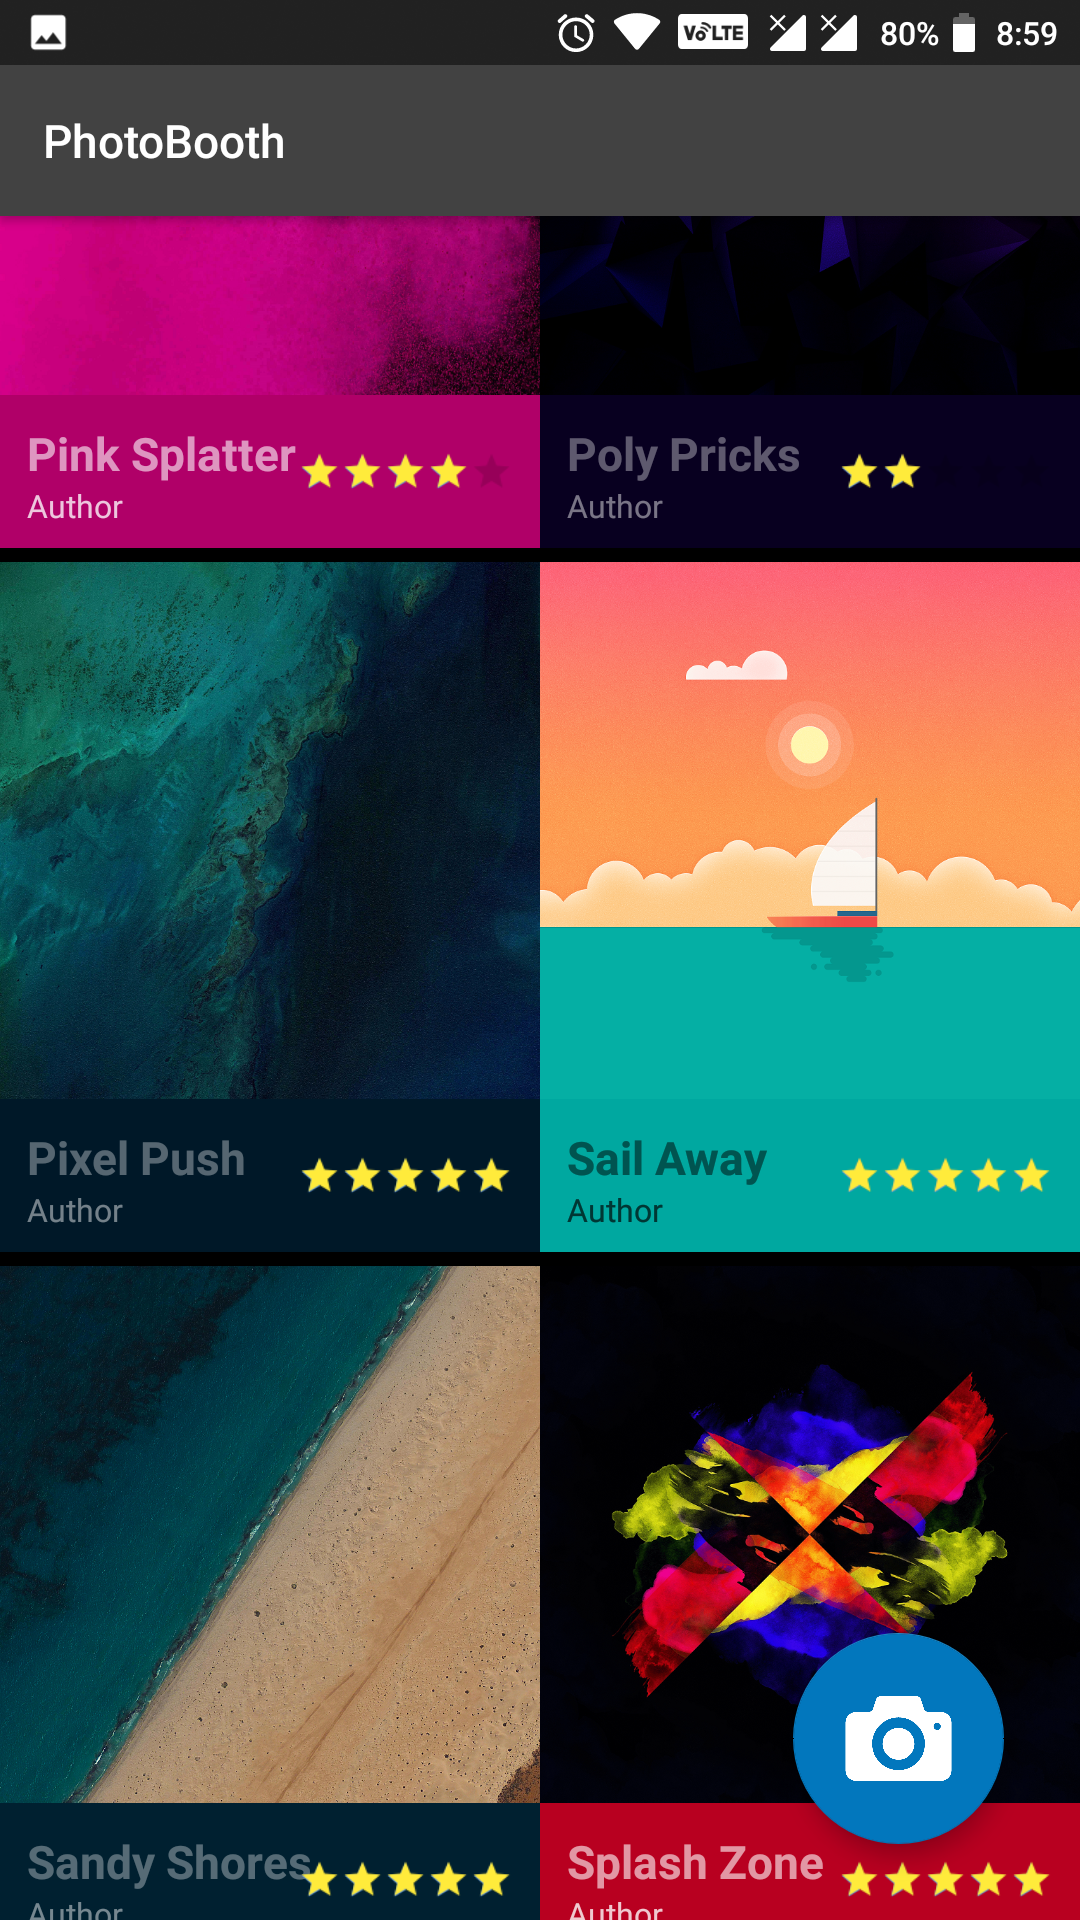 VoLTE 80% 8:59
PhotoBooth
Pink Splatter
Author
Poly Pricks
Author
Pixel Push
Author
Sail Away
Author
Sandy Shores
Author
Splash Zone
Author